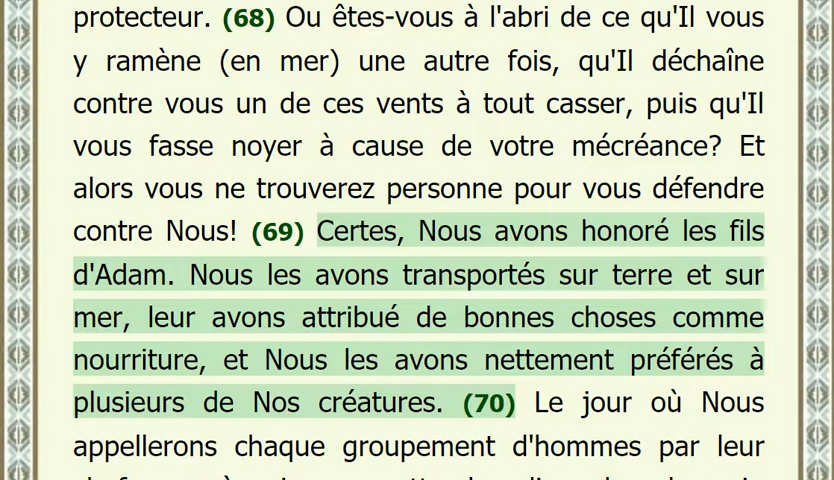 protecteur. (68) Ou êtes-vous à l'abri de ce qu'Il vous
y ramène (en mer) une autre fois, qu'Il déchaîne
contre vous un de ces vents à tout casser, puis qu'Il
vous fasse noyer à cause de votre mécréance? Et
alors vous ne trouverez personne pour vous défendre
contre Nous! (69) Certes, Nous avons honoré les fils
d'Adam. Nous les avons transportés sur terre et sur
mer, leur avons attribué de bonnes choses comme
nourriture, et Nous les avons nettement préférés à
plusieurs de Nos créatures. (70) Le jour où Nous
appellerons chaque groupement d'hommes par leur